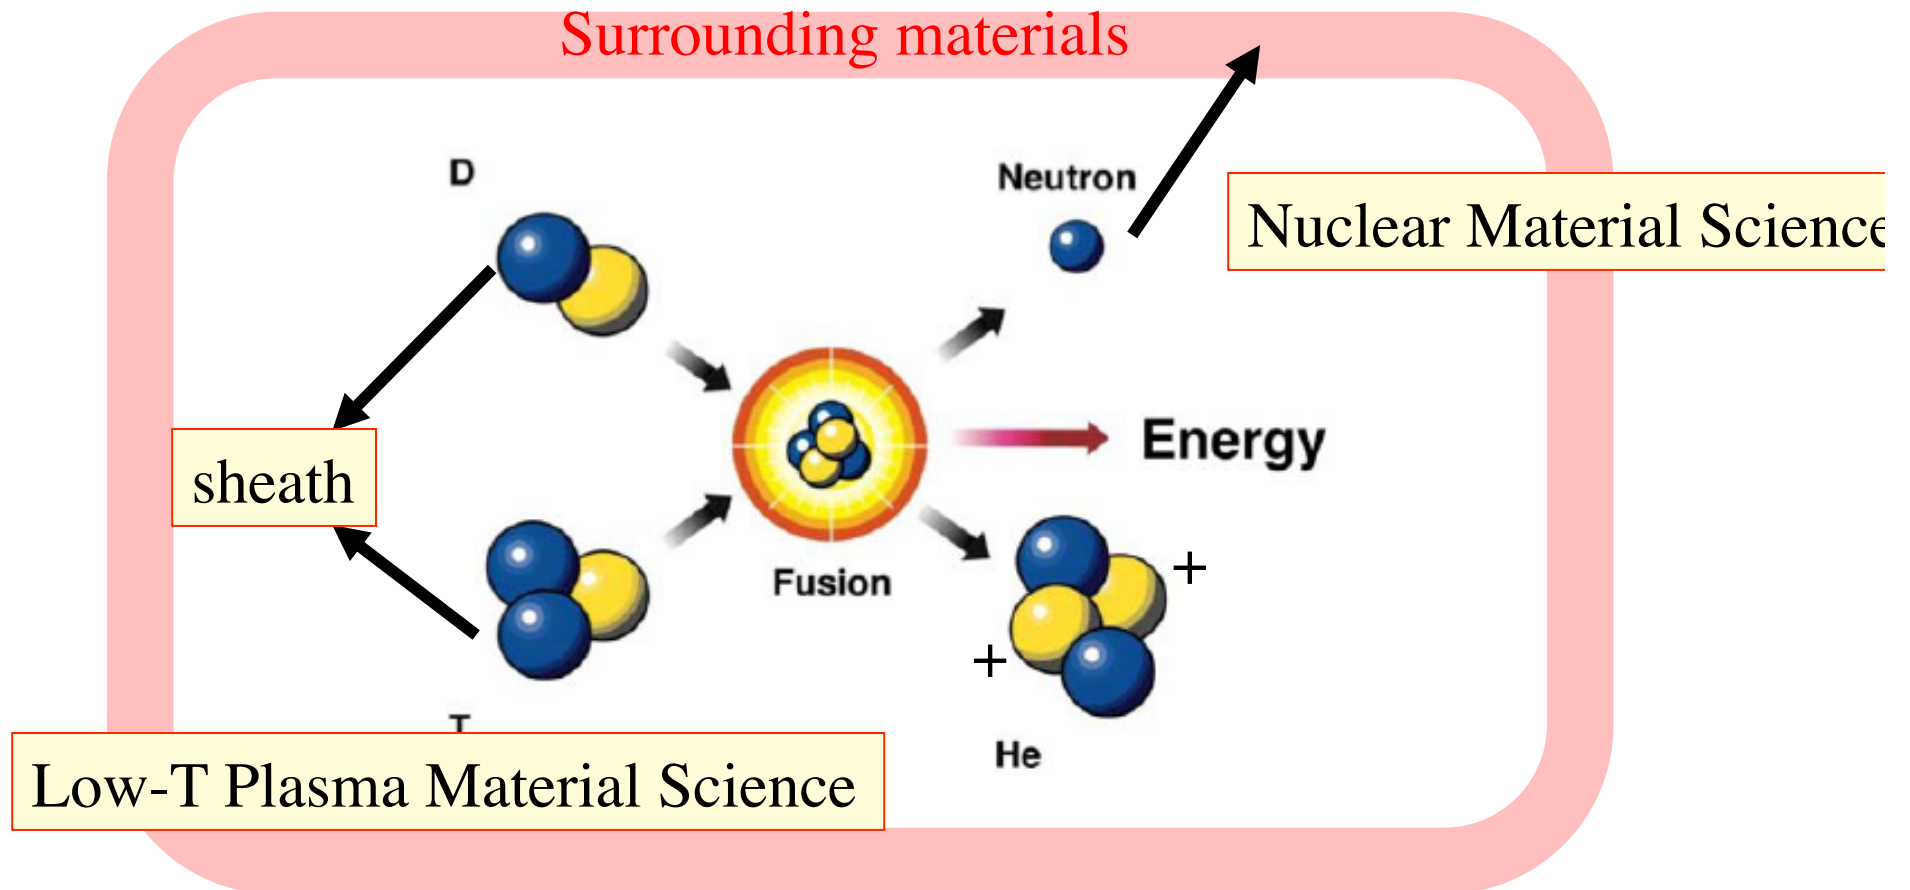 Surrounding materials
D
Neutron
Nuclear Material Science
sheath
Energy
Fusion
+
+
T
He
Low-T Plasma Material Science